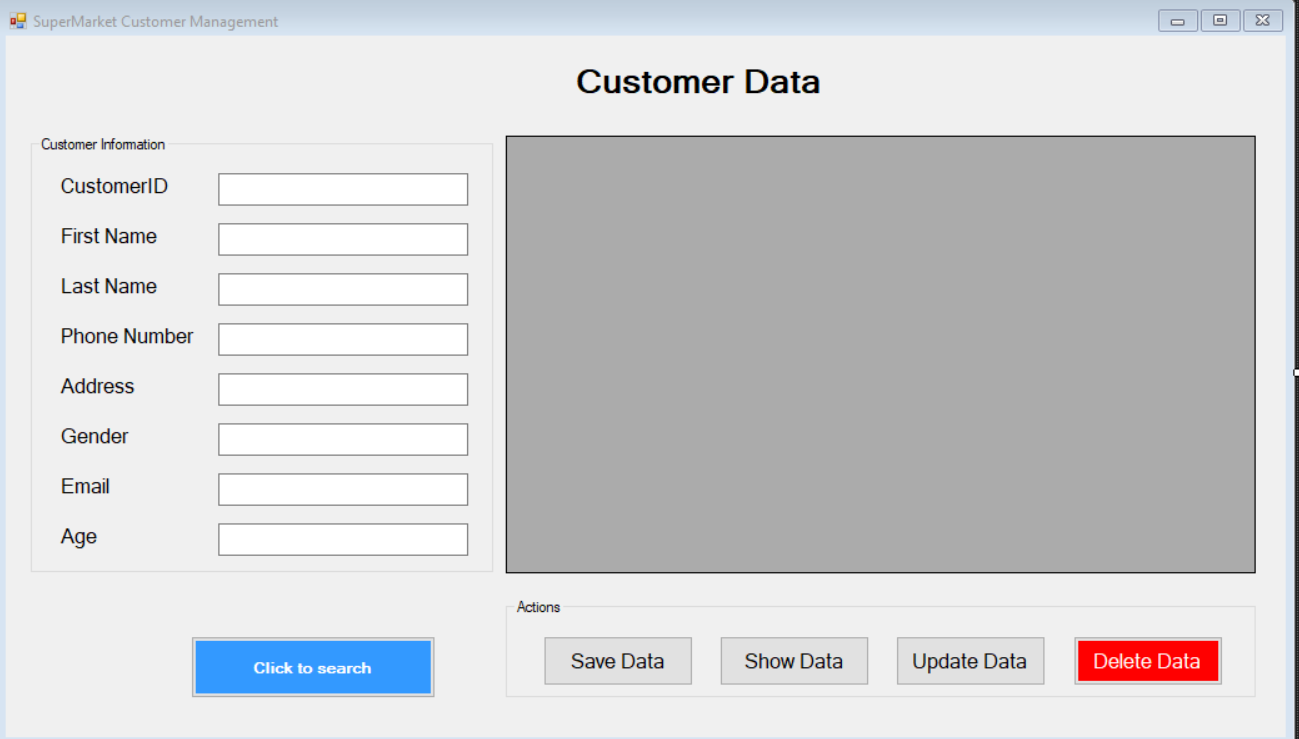 SuperMarket Customer Management
Customer Data
Customer Information
CustomerID
First Name
Last Name
Phone Number
Address
Gender
Email
Age
Click to search
Actions
Save Data
Show Data
Update Data
Delete Data